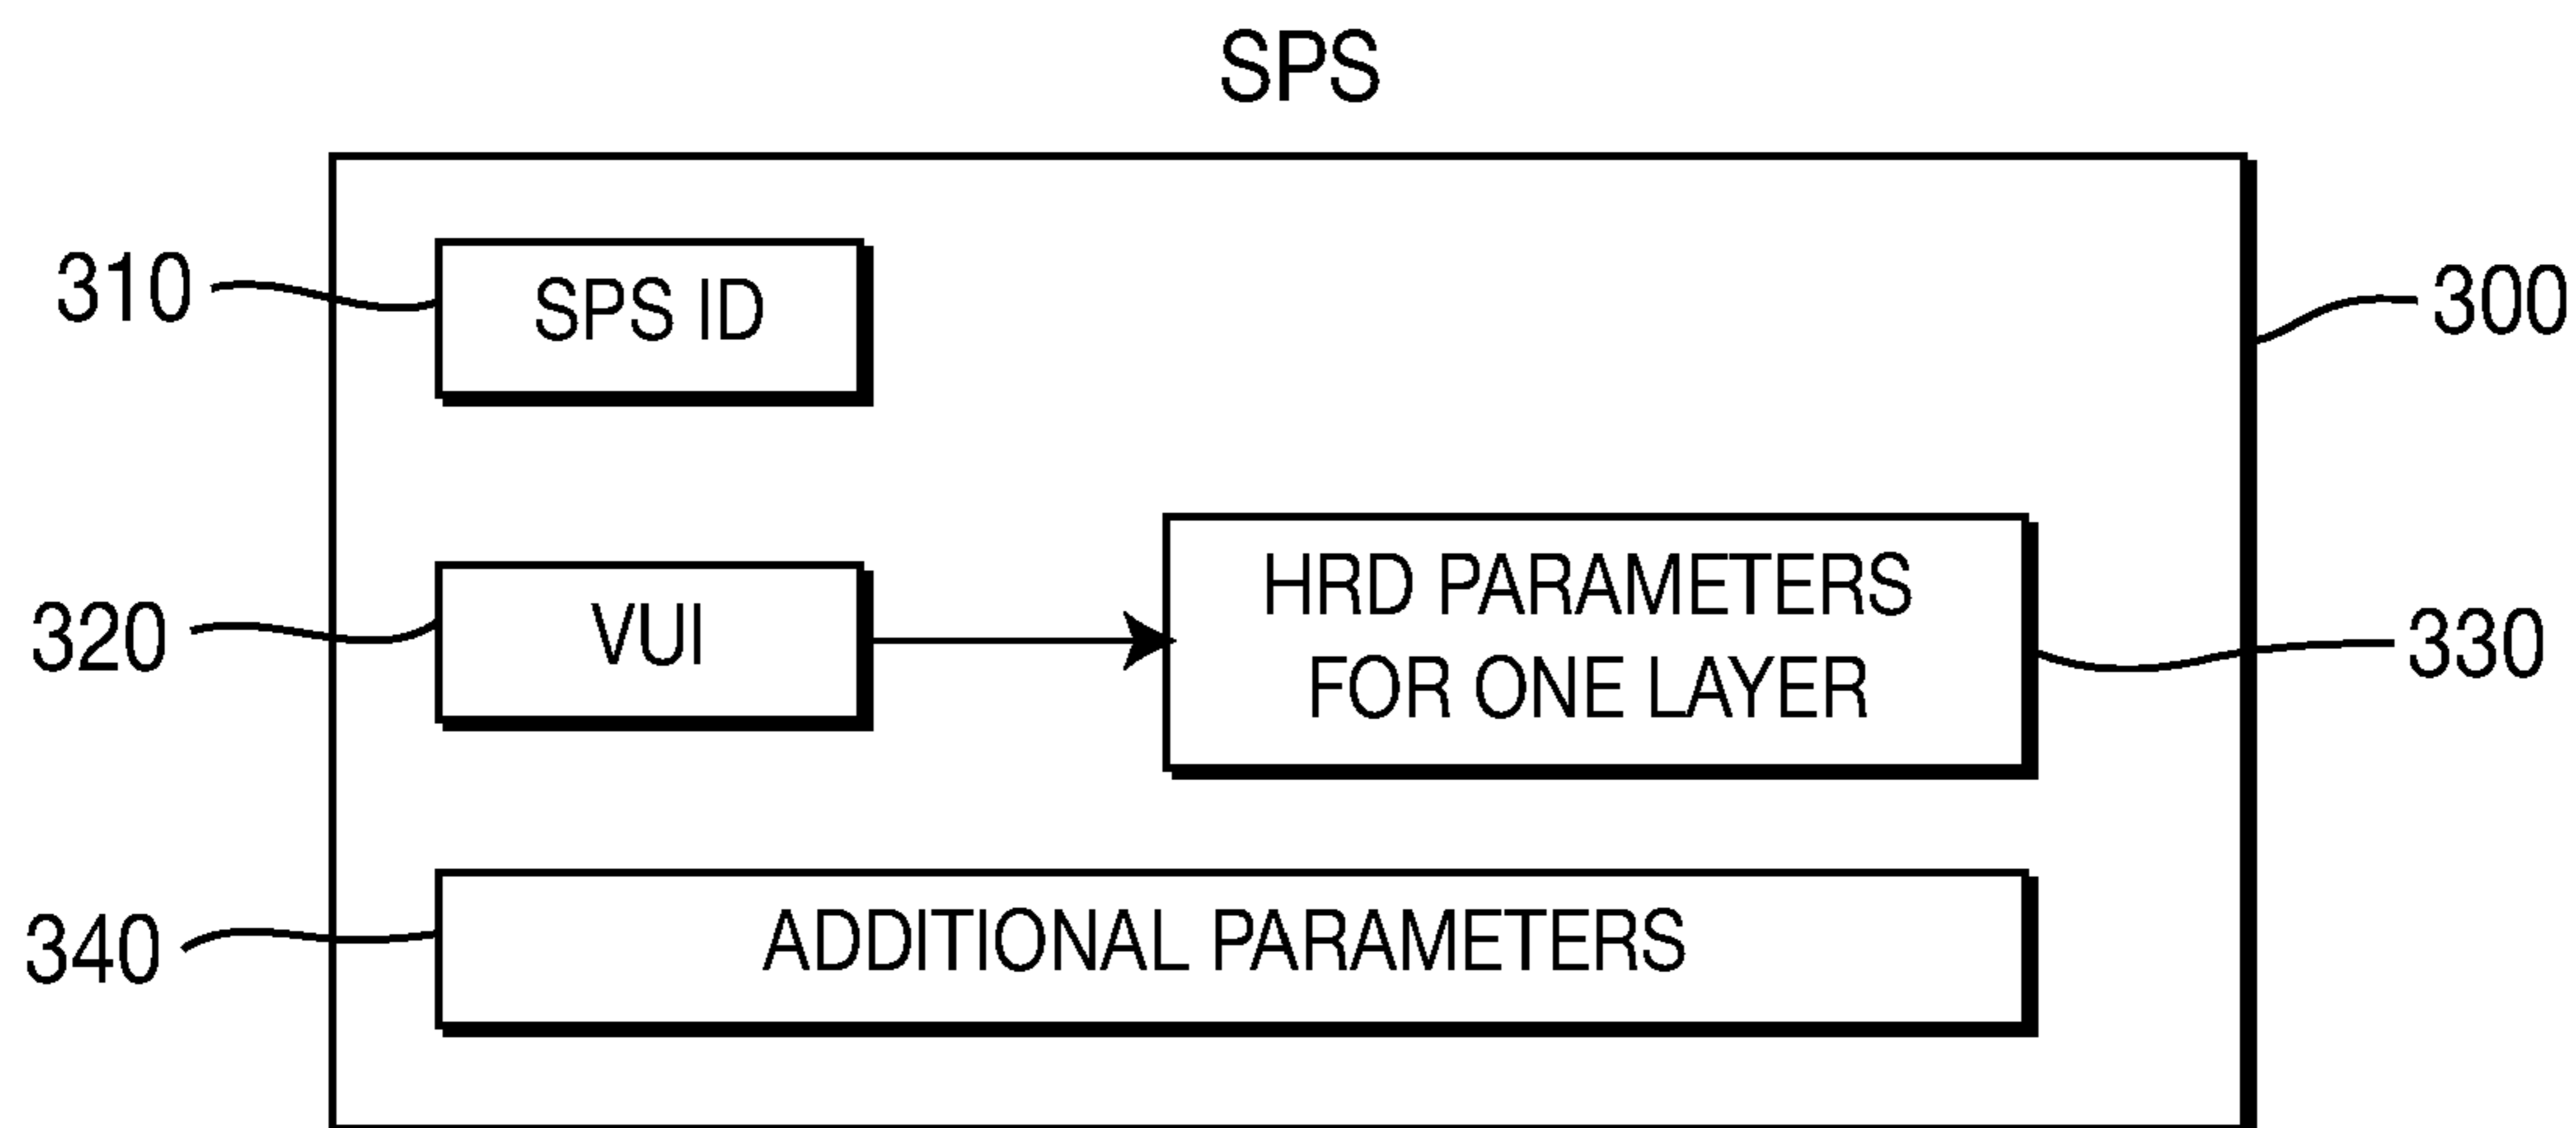 SPS
310
SPS ID
300
320
VUI
HRD PARAMETERS
FOR ONE LAYER
330
340
ADDITIONAL PARAMETERS